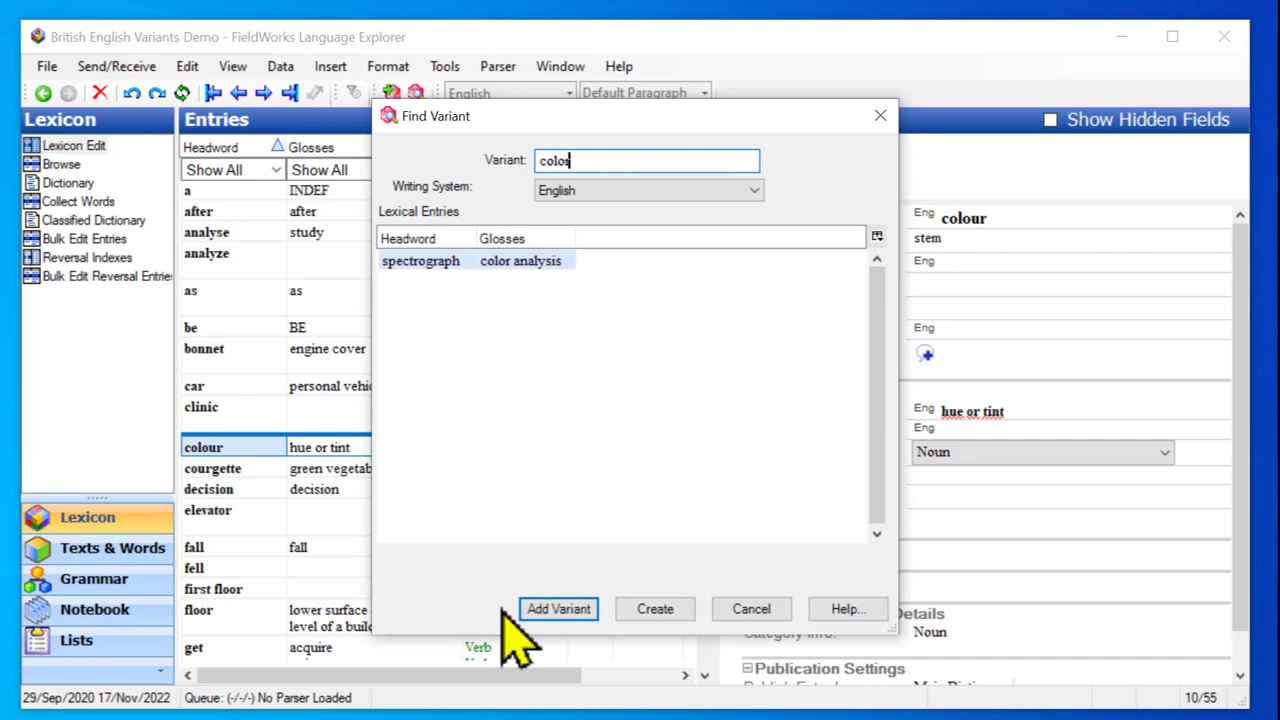 British English Variants Demo - FieldWorks Language Explorer
File Send/Receive Edit View Data Insert Format Tools Parser Window Help
English Default Paragraph
Lexicon
Lexicon Edit
Browse
Dictionary
Collect Words
Classified Dictionary
Bulk Edit Entries
Reversal Indexes
Bulk Edit Reversal Entrie
Lexicon
Texts & Words
Grammar
Notebook
Lists
Entries
Show Hidden Fields
Headword Glosses
Show All Show All
a INDEF
after after
analyse study
analyze
as as
be BE
bonnet engine cover
car personal vehic
clinic
colour hue or tint
courgette green vegetab
decision decision
elevator
fall fall
fell
first floor
floor lower surface
level of a build
get acquire Verb
Find Variant
Variant: color
Writing System: English
Lexical Entries
Headword Glosses
spectrograph color analysis
Add Variant Create Cancel Help...
Eng colour
stem
Eng
Eng
Eng hue or tint
Eng
Noun
Details
Noun
Publication Settings
29/Sep/2020 17/Nov/2022 Queue: (-/-/-) No Parser Loaded 10/55